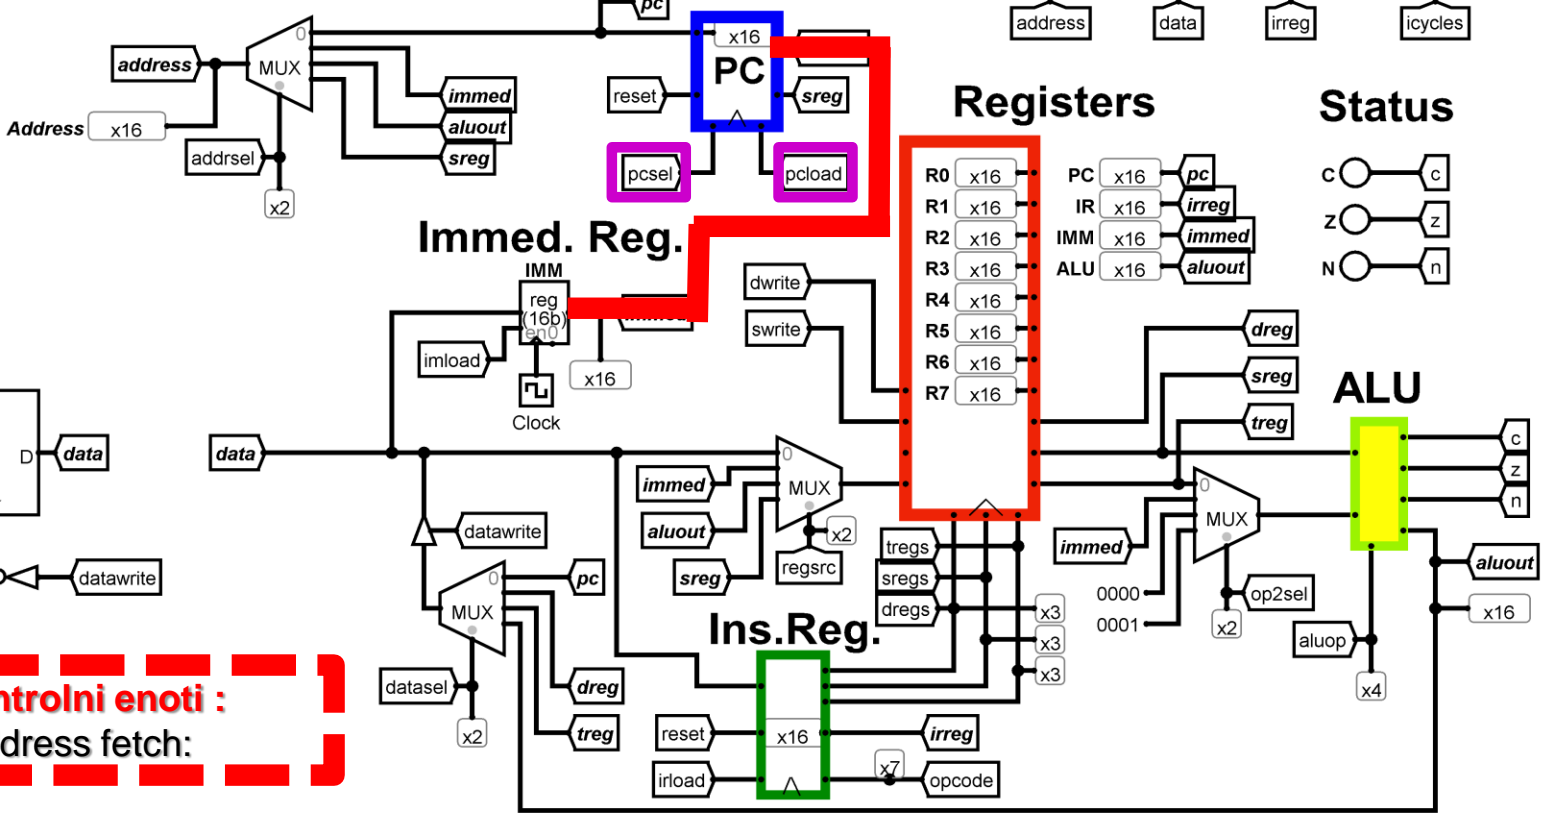 pc
address
data
irreg
icycles
0
x16
address
MUX
PC
immed
reset
sreg
Registers
Status
Address
x16
aluout
addrsel
sreg
pcsel
pcload
x2
R0 x16
R1 x16
R2 x16
R3 x16
R4 x16
R5 x16
R6 x16
R7 x16
PC x16 pc
IR x16 irreg
IMM x16 immed
ALU x16 aluout
C c
Z z
N n
Immed. Reg.
IMM
reg
(16b)
en0
imload
x16
Clock
dwrite
swrite
dreg
sreg
treg
ALU
D
data
data
0
immed
MUX
aluout
x2
sreg
regsrc
datawrite
datawrite
0
pc
MUX
dreg
treg
datasel
x2
tregs
sregs
dregs
x3
x3
x3
0
immed
MUX
0000
0001
op2sel
x2
c
z
n
aluout
x16
aluop
x4
Ins.Reg.
reset
x16
irreg
irload
x7
opcode
ntrolni enoti :
dress fetch: